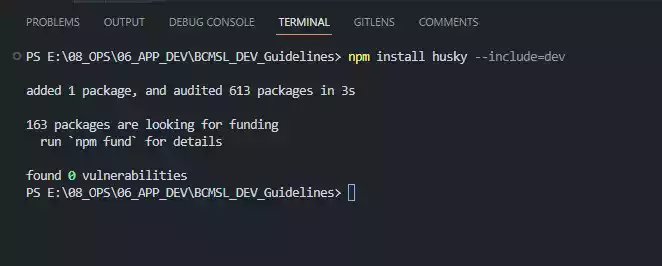 PROBLEMS OUTPUT DEBUG CONSOLE TERMINAL GITLENS COMMENTS
PS E:\08_OPS\06_APP_DEV\BCMSL_DEV_Guidelines> npm install husky --include=dev
added 1 package, and audited 613 packages in 3s
163 packages are looking for funding
run `npm fund` for details
found 0 vulnerabilities
PS E:\08_OPS\06_APP_DEV\BCMSL_DEV_Guidelines>